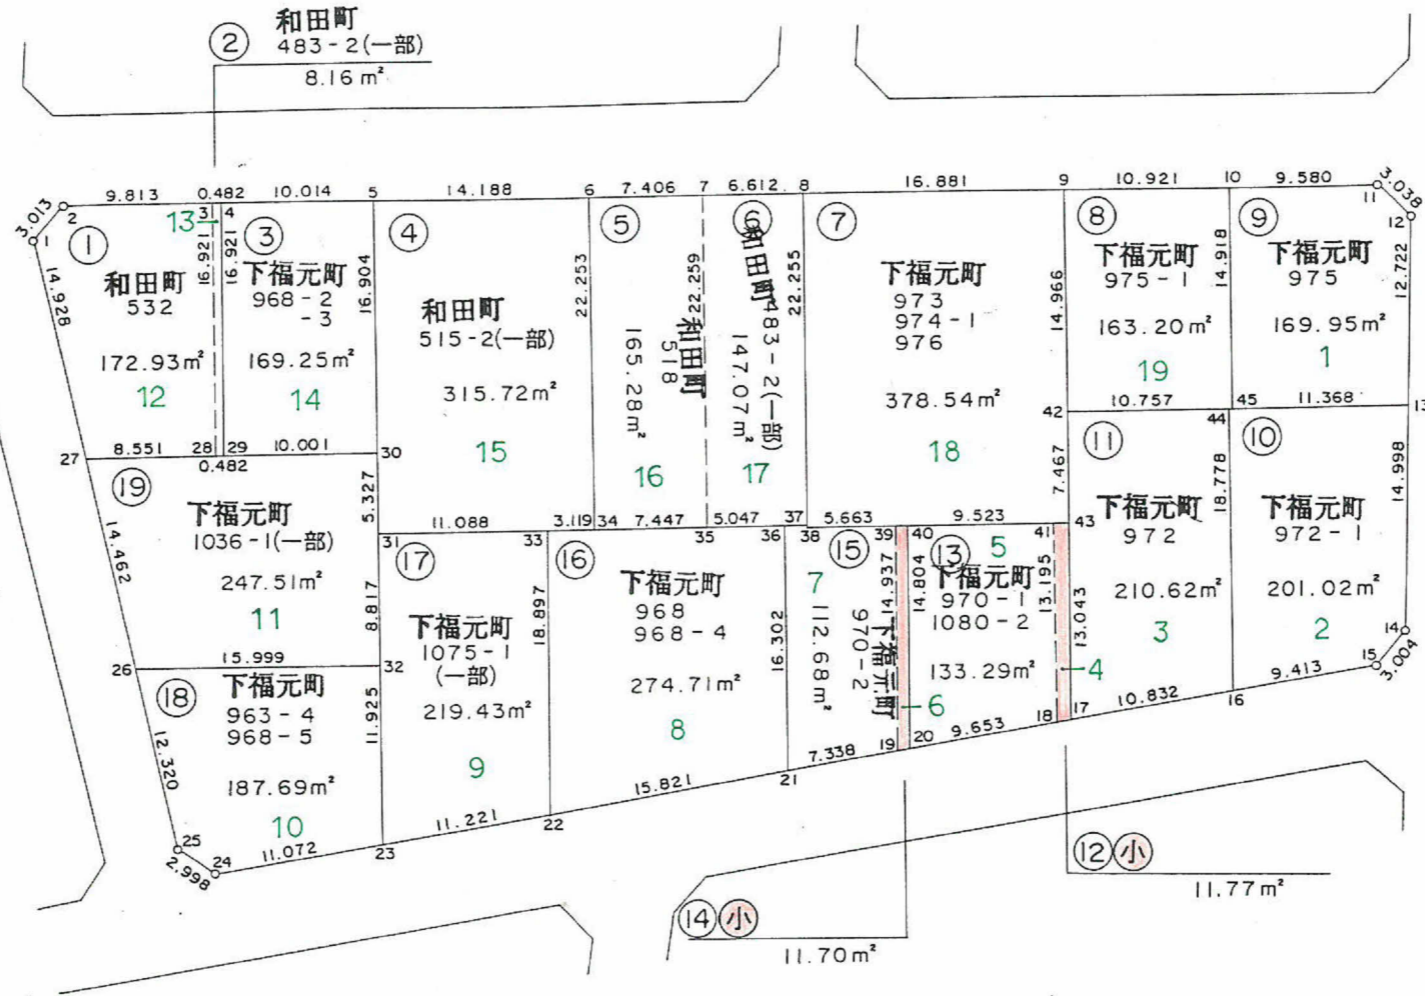 ② 和田町
483-2(一部)
8.16㎡
9.813 0.482 10.014 5 14.188 6 7.406 7 6.612 8 16.881 9 10.921 10 9.580
3.013 2 1 13 3 4 11 3.038 12
① 和田町
532
172.93㎡
12
14.928 16.921 16.921
③ 下福元町
968-2
-3
169.25㎡
14
16.904
④ 和田町
515-2(一部)
315.72㎡
15
22.253
⑤ 和田町
518
165.28㎡
16
22.259
⑥ 和田町
483-2(一部)
147.07㎡
17
22.255
⑦ 下福元町
973
974-1
976
378.54㎡
18
14.966
7.467
⑧ 下福元町
975-1
163.20㎡
19
14.918
⑨ 下福元町
975
169.95㎡
1
12.722
42 10.757 45 11.368 13
44
27 8.551 28 29 10.001 30
0.482
⑲ 下福元町
1036-1(一部)
247.51㎡
11
14.462
5.327
8.817
31 11.088 33 3.119 34 7.447 35 5.047 36 37 38 5.663 39 40 9.523 41 43
⑰ 下福元町
1075-1
(一部)
219.43㎡
9
18.897
⑯ 下福元町
968
968-4
274.71㎡
8
16.302
⑮ 下福元町
970-2
112.68㎡
7
14.937
14.804
6
⑬ 5
下福元町
970-1
1080-2
133.29㎡
13.195
13.043
4
⑪ 下福元町
972
210.62㎡
3
18.778
⑩ 下福元町
972-1
201.02㎡
2
14.998
14
15 3.004
26 15.999 32
⑱ 下福元町
963-4
968-5
187.69㎡
10
12.320
11.925
25 2.998 24 11.072 23 11.221 22 15.821 21 7.338 19 20 9.653 18 17 10.832 16 9.413
⑫ 小
11.77㎡
⑭ 小
11.70㎡